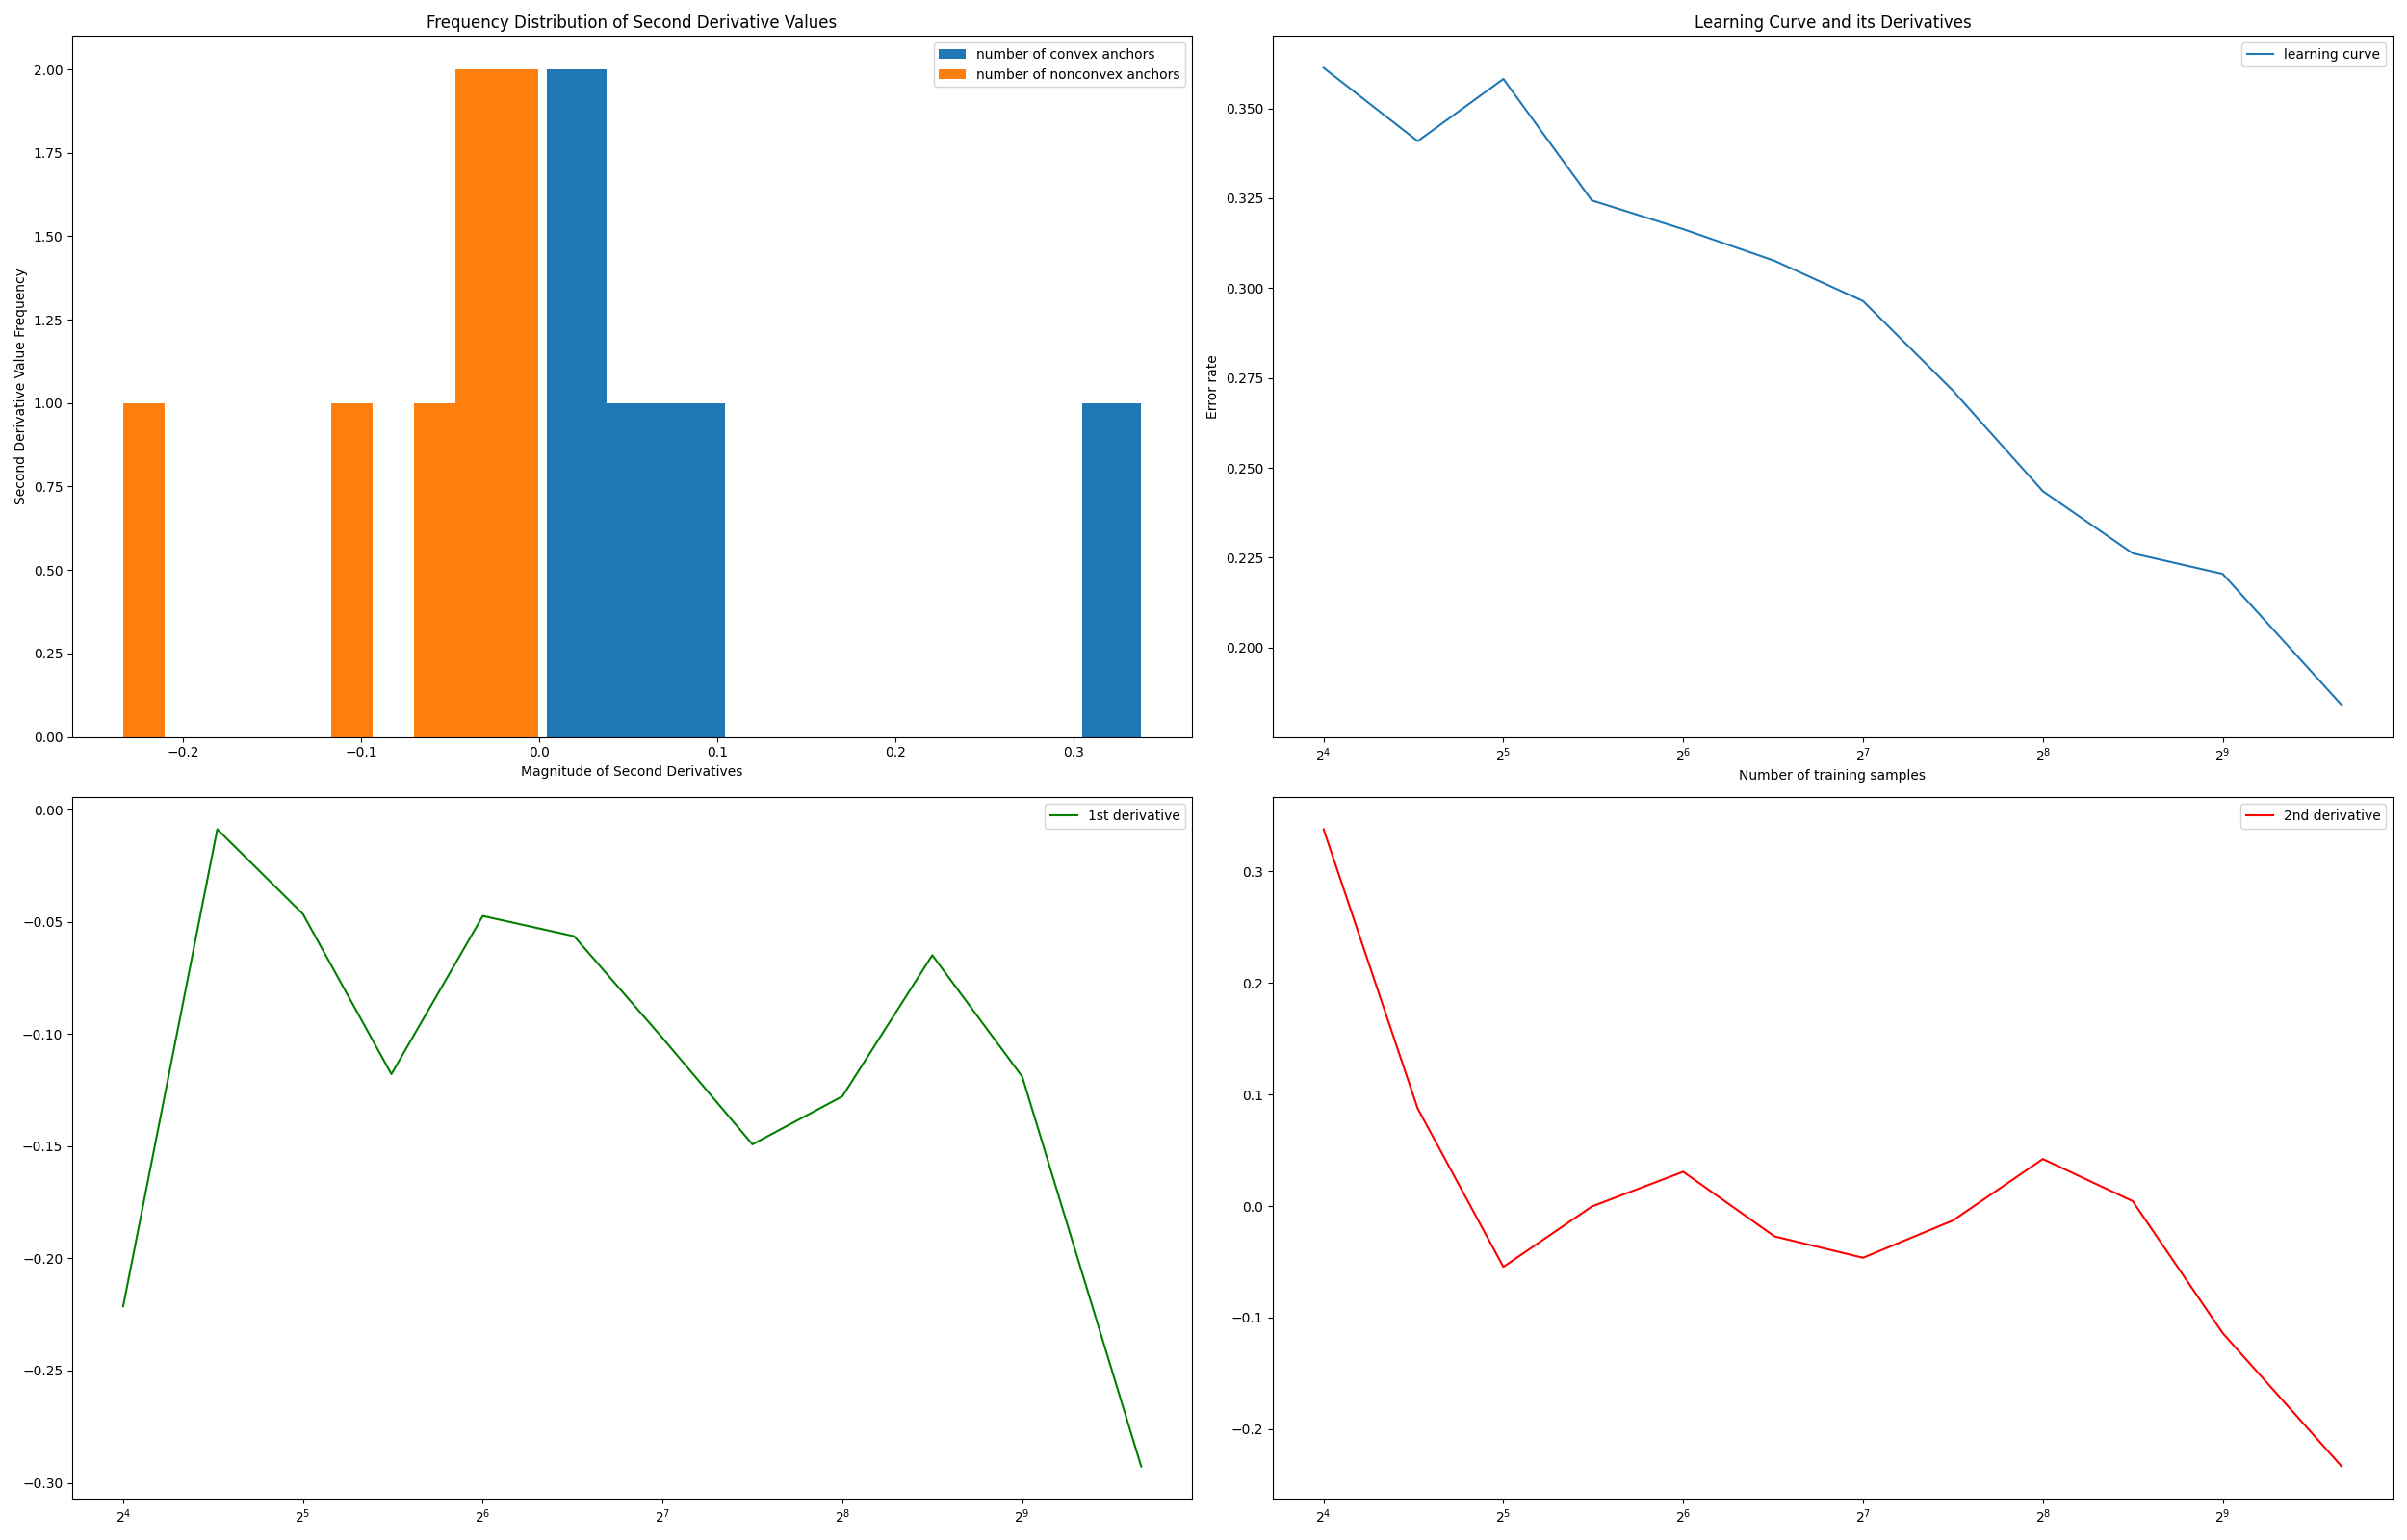 Frequency Distribution of Second Derivative Values
number of convex anchors
number of nonconvex anchors
Second Derivative Value Frequency
2.00
1.75
1.50
1.25
1.00
0.75
0.50
0.25
0.00
−0.2 −0.1 0.0 0.1 0.2 0.3
Magnitude of Second Derivatives
Learning Curve and its Derivatives
learning curve
Error rate
0.350
0.325
0.300
0.275
0.250
0.225
0.200
2⁴ 2⁵ 2⁶ 2⁷ 2⁸ 2⁹
Number of training samples
1st derivative
0.00
−0.05
−0.10
−0.15
−0.20
−0.25
−0.30
2⁴ 2⁵ 2⁶ 2⁷ 2⁸ 2⁹
2nd derivative
0.3
0.2
0.1
0.0
−0.1
−0.2
2⁴ 2⁵ 2⁶ 2⁷ 2⁸ 2⁹